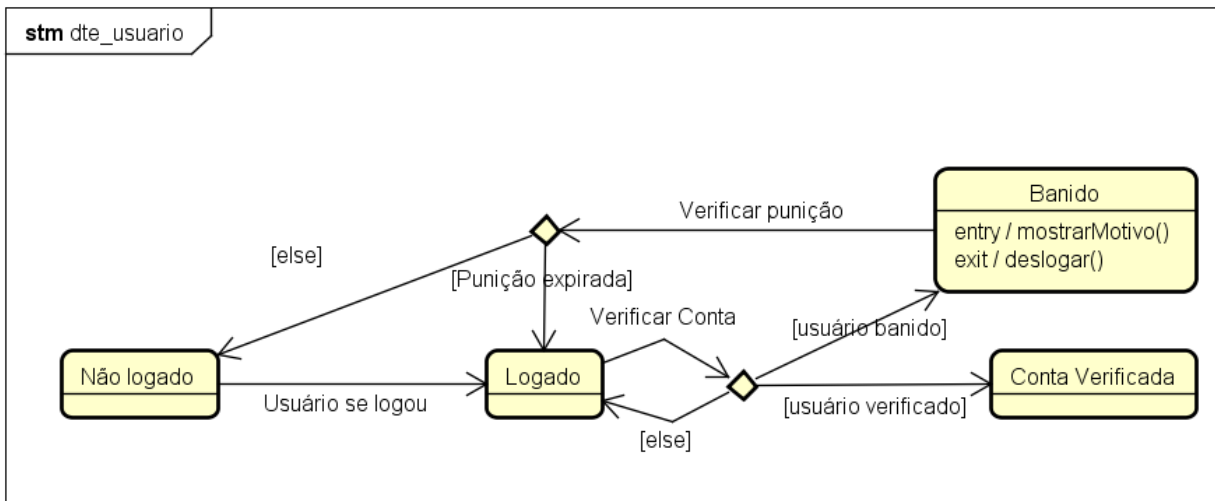 stm dte_usuario
Banido
entry / mostrarMotivo()
exit / deslogar()
Verificar punição
[else]
[Punição expirada]
Verificar Conta
[usuário banido]
Não logado
Usuário se logou
Logado
Conta Verificada
[usuário verificado]
[else]